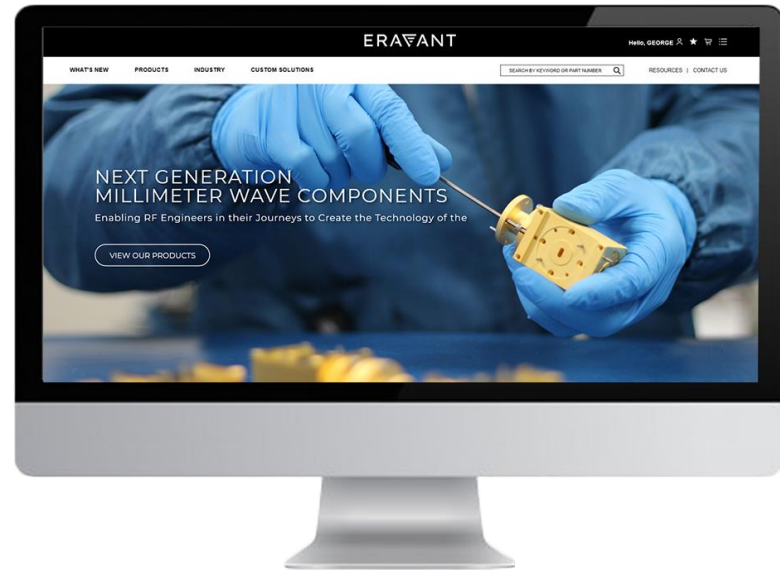 ERAVANT
Hello, GEORGE
WHAT'S NEW PRODUCTS INDUSTRY CUSTOM SOLUTIONS SEARCH BY KEYWORD OR PART NUMBER RESOURCES | CONTACT US
NEXT GENERATION
MILLIMETER WAVE COMPONENTS
Enabling RF Engineers in their Journeys to Create the Technology of the
VIEW OUR PRODUCTS